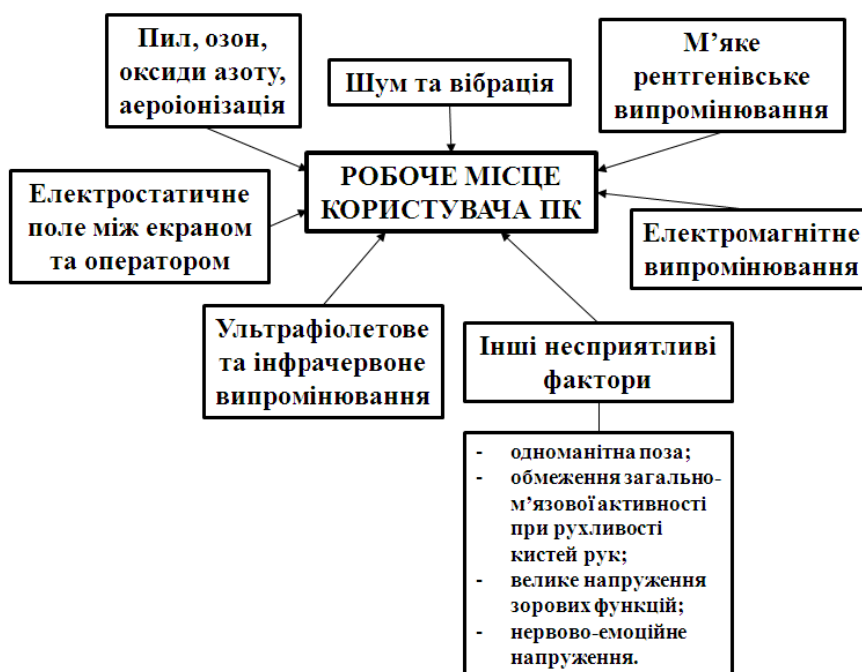 Пил, озон,
оксиди азоту,
аероіонізація
Шум та вібрація
М’яке
рентгенівське
випромінювання
РОБОЧЕ МІСЦЕ
КОРИСТУВАЧА ПК
Електростатичне
поле між екраном
та оператором
Електромагнітне
випромінювання
Ультрафіолетове
та інфрачервоне
випромінювання
Інші несприятливі
фактори
- одноманітна поза;
- обмеження загально-
м’язової активності
при рухливості
кистей рук;
- велике напруження
зорових функцій;
- нервово-емоційне
напруження.